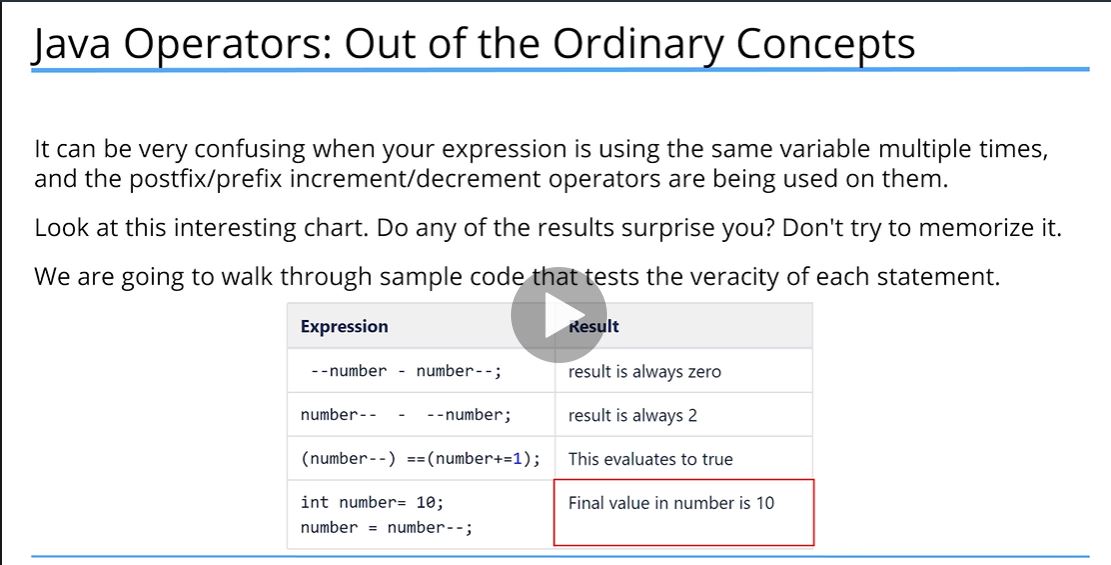 Java Operators: Out of the Ordinary Concepts
It can be very confusing when your expression is using the same variable multiple times,
and the postfix/prefix increment/decrement operators are being used on them.
Look at this interesting chart. Do any of the results surprise you? Don't try to memorize it.
We are going to walk through sample code that tests the veracity of each statement.
Expression Result
--number - number--; result is always zero
number-- - --number; result is always 2
(number--) ==(number+=1); This evaluates to true
int number= 10; Final value in number is 10
number = number--;